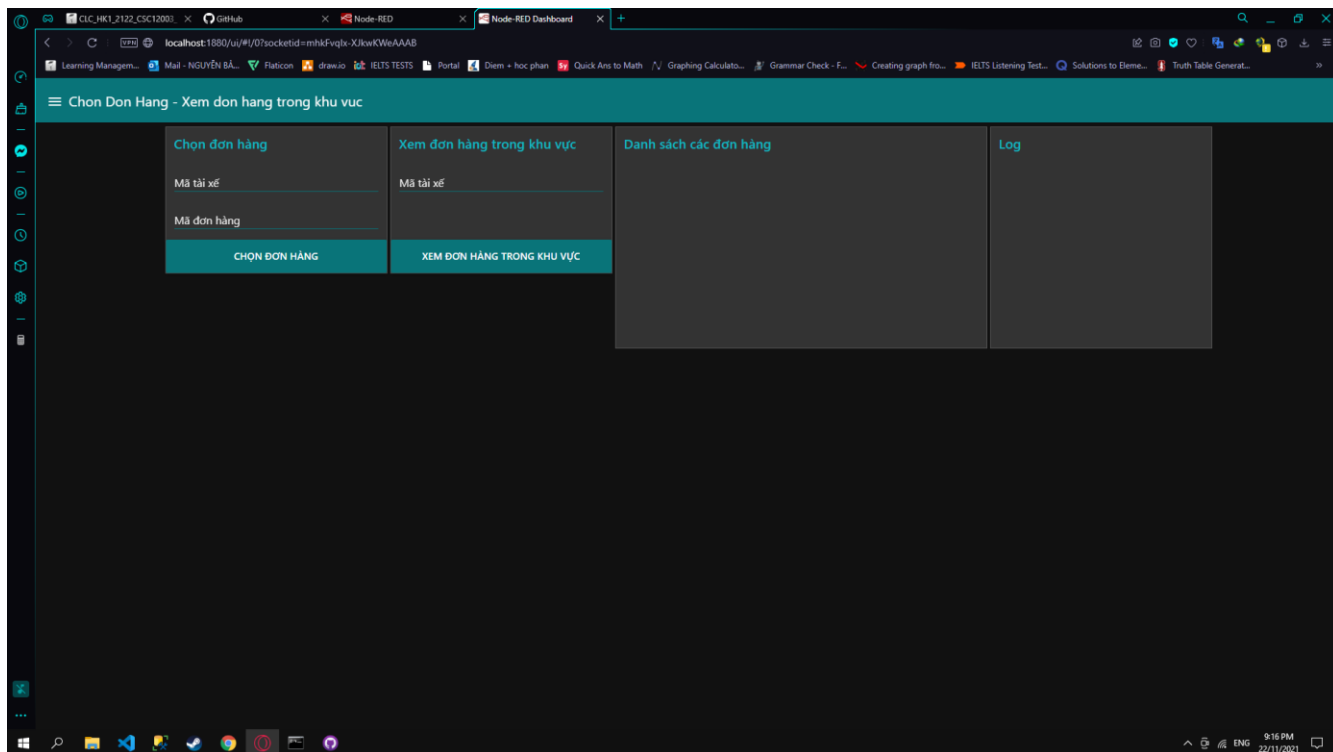 CLC_HK1_2122_CSC12003_
GitHub
Node-RED
Node-RED Dashboard
VPN
localhost:1880/ui/#!/0?socketid=mhkFvqlx-XJkwKWeAAAB
Learning Managem... Mail - NGUYỄN BÁ... Flaticon draw.io IELTS TESTS Portal Diem + hoc phan Quick Ans to Math Graphing Calculato... Grammar Check - F... Creating graph fro... IELTS Listening Test... Solutions to Eleme... Truth Table Generat...
Chon Don Hang - Xem don hang trong khu vuc
Chọn đơn hàng
Mã tài xế
Mã đơn hàng
CHỌN ĐƠN HÀNG
Xem đơn hàng trong khu vực
Mã tài xế
XEM ĐƠN HÀNG TRONG KHU VỰC
Danh sách các đơn hàng
Log
ENG
9:16 PM
22/11/2021